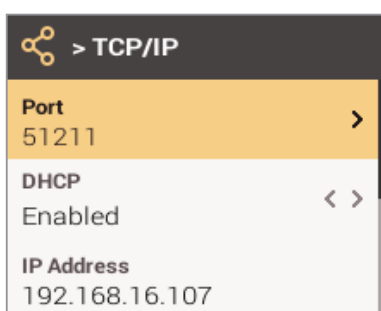 > TCP/IP
Port
51211
DHCP
Enabled
IP Address
192.168.16.107